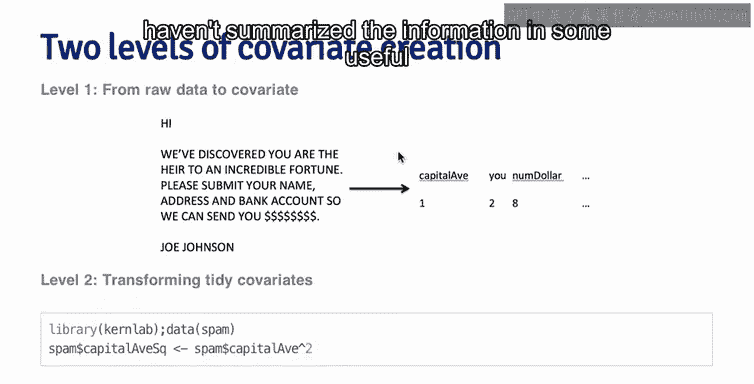 haven't summarized the information in some
useful
Two levels of covariate creation
Level 1: From raw data to covariate
HI
WE'VE DISCOVERED YOU ARE THE
HEIR TO AN INCREDIBLE FORTUNE.
PLEASE SUBMIT YOUR NAME,
ADDRESS AND BANK ACCOUNT SO
WE CAN SEND YOU $$$$$$$$.
JOE JOHNSON
capitalAve you numDollar ...
1 2 8 ...
Level 2: Transforming tidy covariates
library(kernlab);data(spam)
spam$capitalAveSq <- spam$capitalAve^2